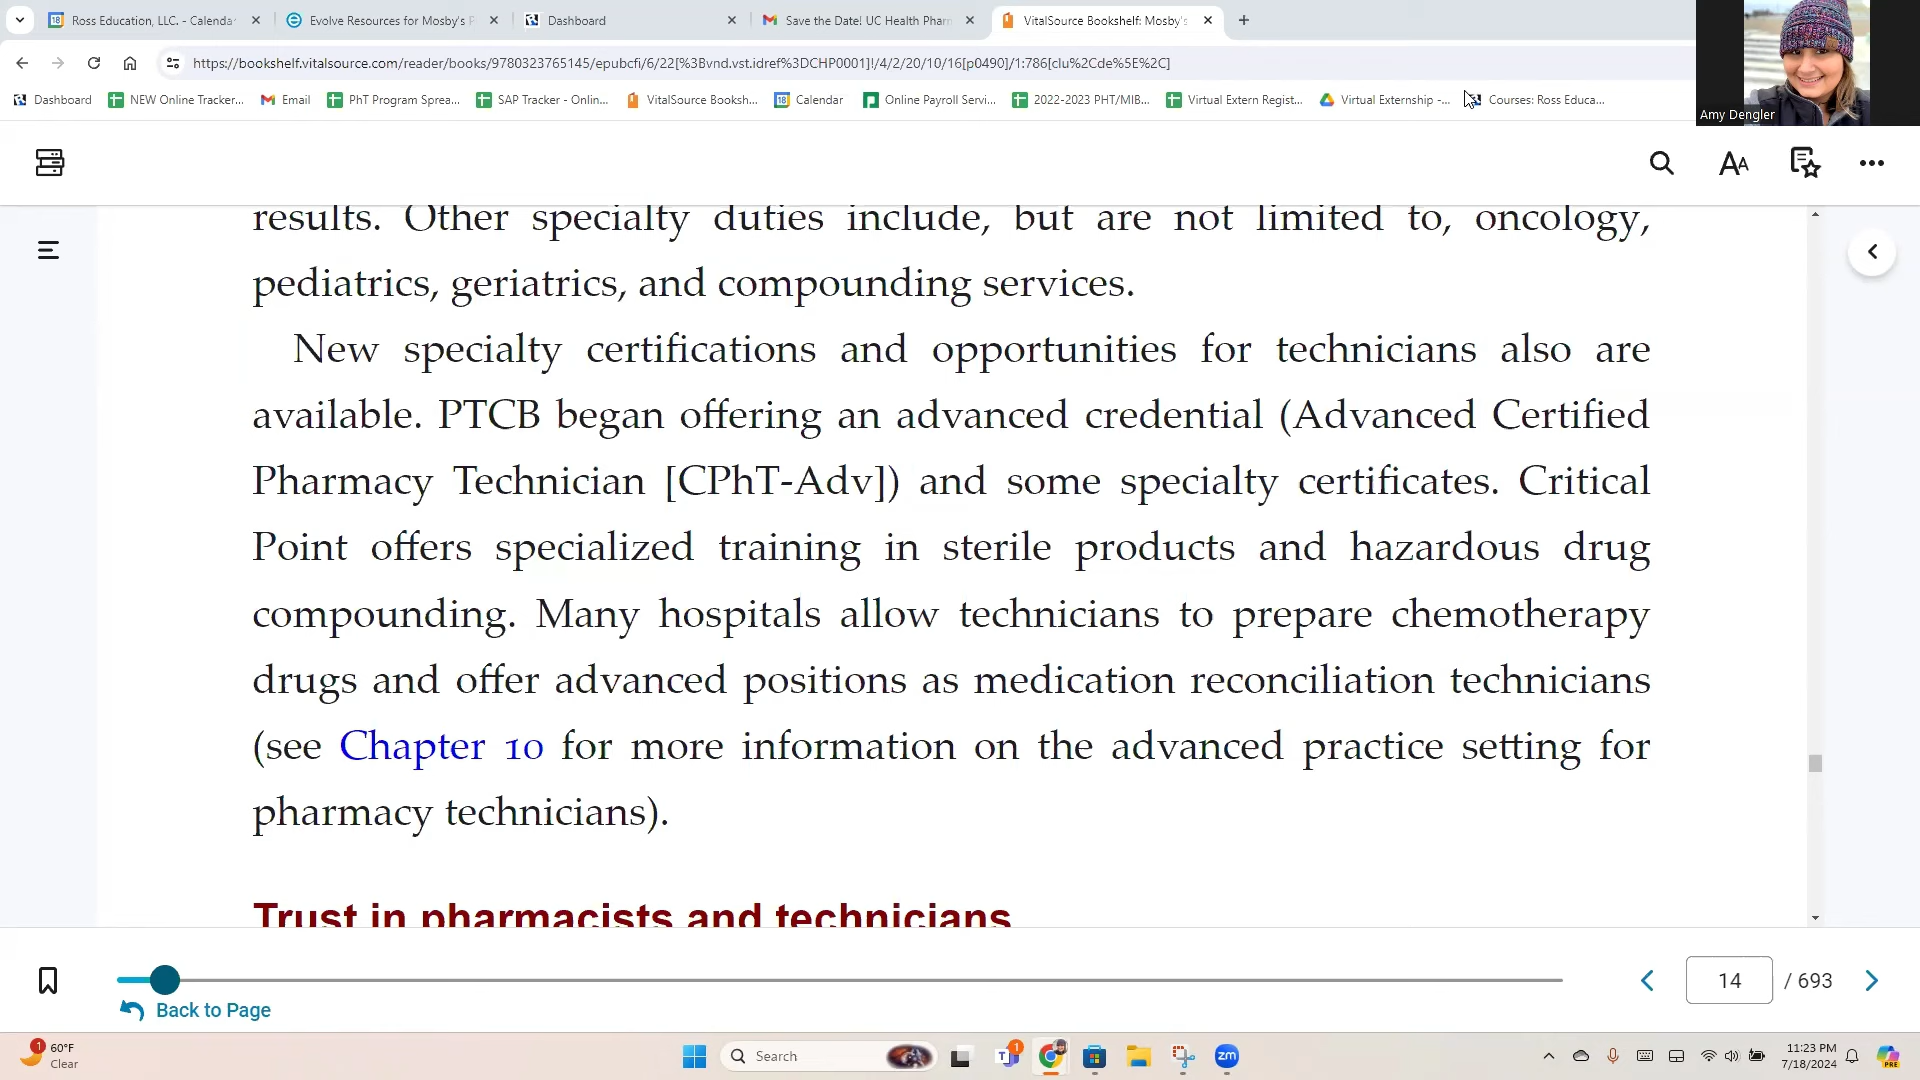 Ross Education, LLC. - Calenda
Evolve Resources for Mosby's P
Dashboard
Save the Date! UC Health Pharm
VitalSource Bookshelf: Mosby's
https://bookshelf.vitalsource.com/reader/books/9780323765145/epubcfi/6/22[%3Bvnd.vst.idref%3DCHP0001]!/4/2/20/10/16[p0490]/1:786[clu%2Cde%5E%2C]
Dashboard
NEW Online Tracker...
Email
PhT Program Sprea...
SAP Tracker - Onlin...
VitalSource Booksh...
Calendar
Online Payroll Servi...
2022-2023 PHT/MIB...
Virtual Extern Regist...
Virtual Externship -...
Courses: Ross Educa...
Amy Dengler
results. Other specialty duties include, but are not limited to, oncology,
pediatrics, geriatrics, and compounding services.
New specialty certifications and opportunities for technicians also are
available. PTCB began offering an advanced credential (Advanced Certified
Pharmacy Technician [CPhT-Adv]) and some specialty certificates. Critical
Point offers specialized training in sterile products and hazardous drug
compounding. Many hospitals allow technicians to prepare chemotherapy
drugs and offer advanced positions as medication reconciliation technicians
(see Chapter 10 for more information on the advanced practice setting for
pharmacy technicians).
Trust in pharmacists and technicians
14 / 693
Back to Page
1
60°F
Clear
Search
1
zm
11:23 PM
7/18/2024
PRE